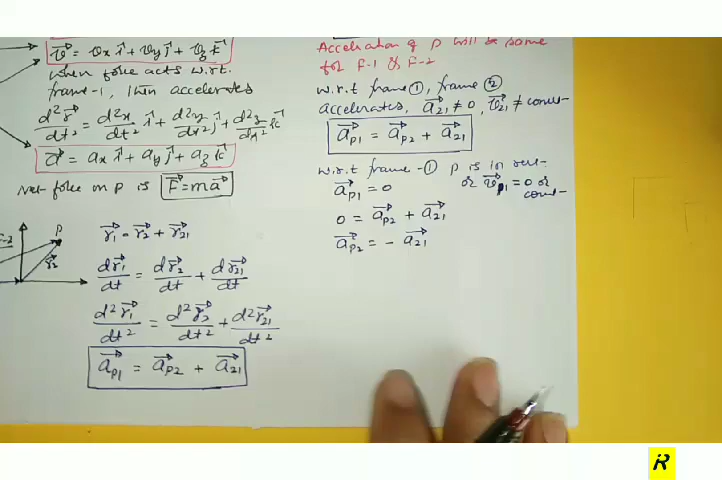 v⃗ = vx i⃗ + vy j⃗ + vz k⃗
when force acts w.r.t.
frame-1, then accelerates
d²r⃗/dt² = d²x/dt² i⃗ + d²y/dt² j⃗ + d²z/dt² k⃗
a⃗ = ax i⃗ + ay j⃗ + az k⃗
Net force on p is F⃗ = ma⃗
F-2
P
r⃗2
r⃗1 = r⃗2 + r⃗21
dr⃗1/dt = dr⃗2/dt + dr⃗21/dt
d²r⃗1/dt² = d²r⃗2/dt² + d²r⃗21/dt²
a⃗P1 = a⃗P2 + a⃗21
Acceleration of P will be same
for F-1 & F-2
w.r.t frame ①, frame ②
accelerates, a⃗21 ≠ 0, v⃗21 ≠ const-
a⃗P1 = a⃗P2 + a⃗21
w.r.t frame -① P is in rest-
a⃗P1 = 0 or v⃗P1 = 0 or
const-
0 = a⃗P2 + a⃗21
a⃗P2 = - a⃗21
R